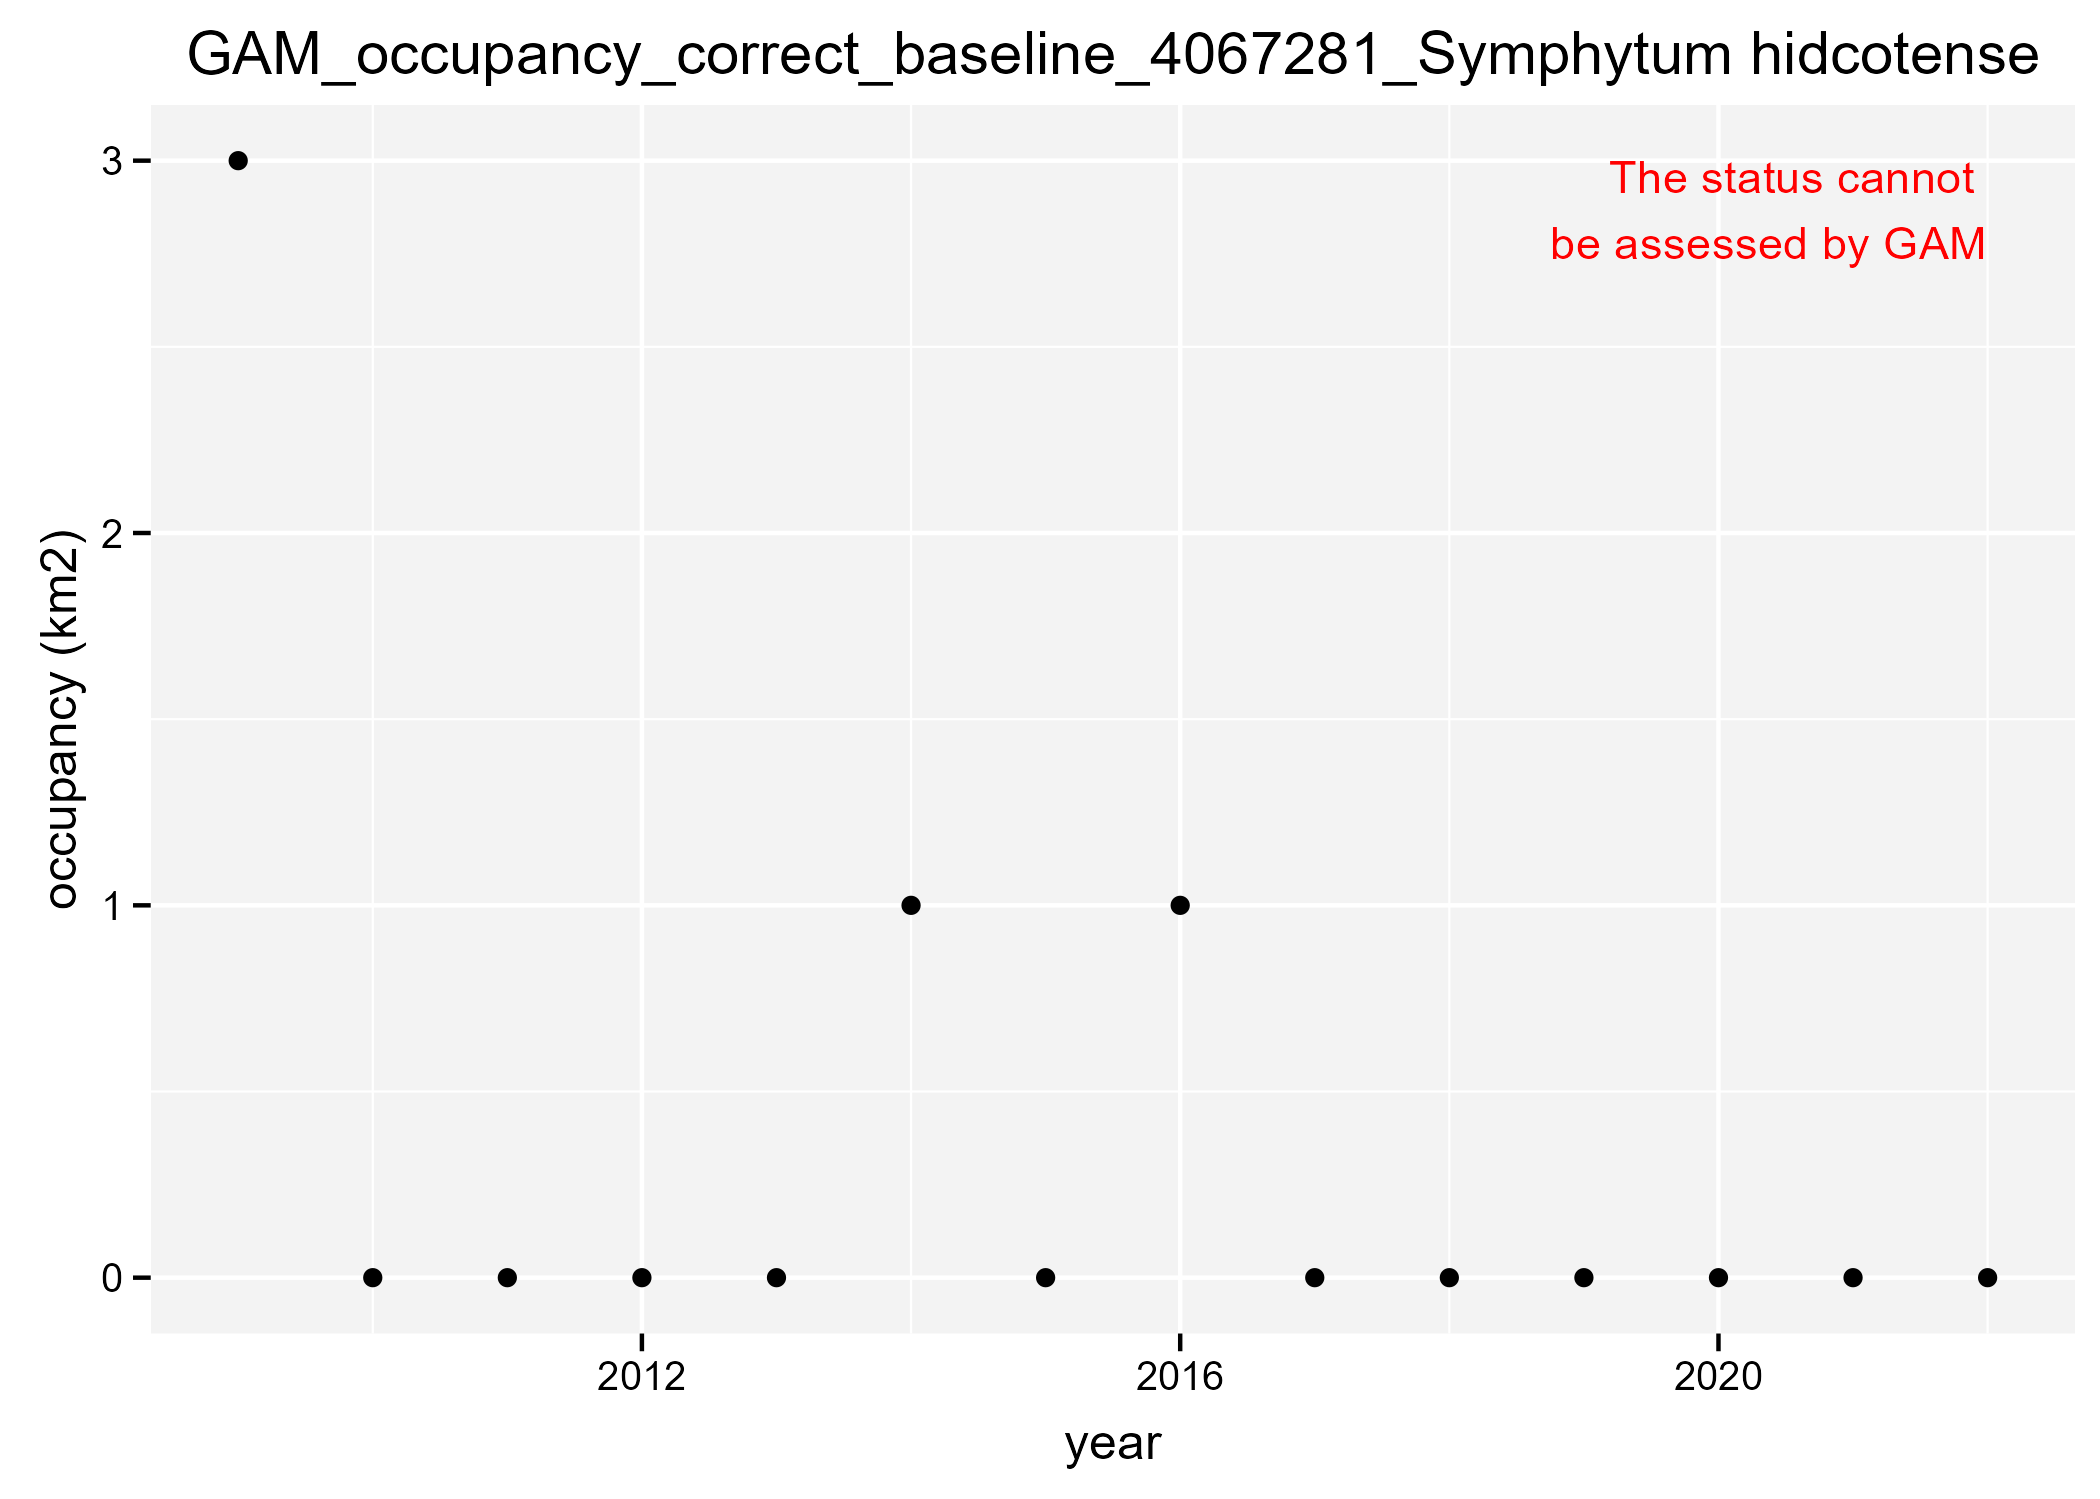 GAM_occupancy_correct_baseline_4067281_Symphytum hidcotense
The status cannot
be assessed by GAM
occupancy (km2)
3
2
1
0
2012
2016
2020
year